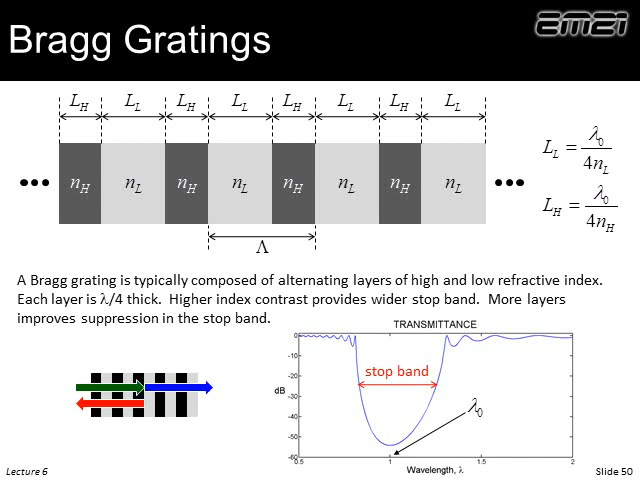 Bragg Gratings
EM21
L_H L_L L_H L_L L_H L_L L_H L_L
n_H n_L n_H n_L n_H n_L n_H n_L
Λ
L_L = λ_0 / 4n_L
L_H = λ_0 / 4n_H
A Bragg grating is typically composed of alternating layers of high and low refractive index.
Each layer is λ/4 thick. Higher index contrast provides wider stop band. More layers
improves suppression in the stop band.
TRANSMITTANCE
0
-10
-20
-30
-40
-50
-60
dB
stop band
λ_0
0.5 1 1.5 2
Wavelength, λ
Lecture 6
Slide 50